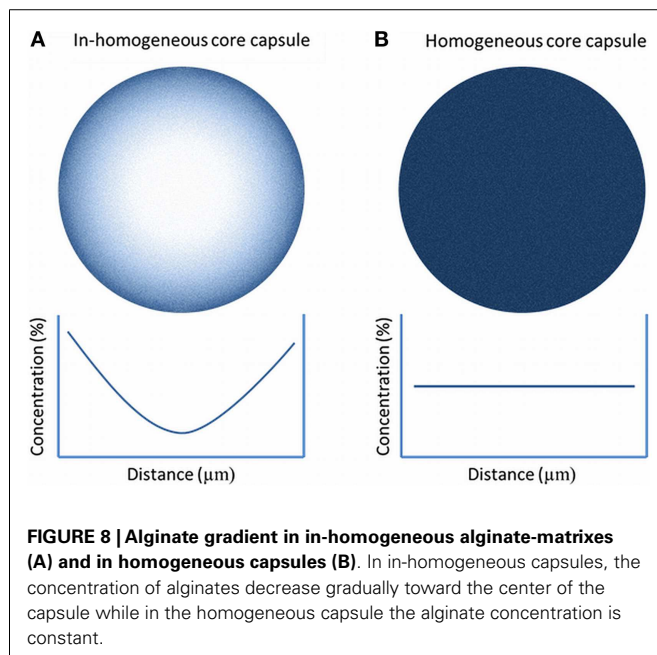 A In-homogeneous core capsule
B Homogeneous core capsule
Concentration (%)
Distance (µm)
Concentration (%)
Distance (µm)
FIGURE 8 | Alginate gradient in in-homogeneous alginate-matrixes
(A) and in homogeneous capsules (B). In in-homogeneous capsules, the
concentration of alginates decrease gradually toward the center of the
capsule while in the homogeneous capsule the alginate concentration is
constant.